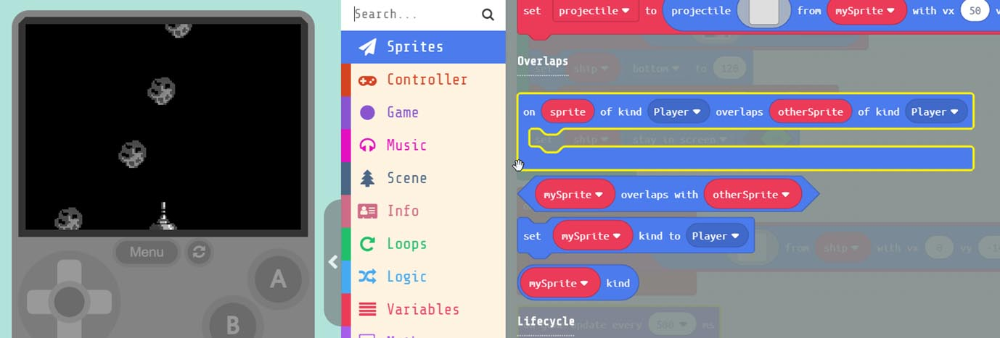 Search...
Sprites
Controller
Game
Music
Scene
Info
Loops
Logic
Variables
Menu
A
B
set projectile to projectile from mySprite with vx 50 v
Overlaps
set ship bottom to 120
on sprite of kind Player overlaps otherSprite of kind Player
set ship stay in screen
mySprite overlaps with otherSprite
set mySprite kind to Player
from ship with vx 0 vy
mySprite kind
Lifecycle
update every 500 ms